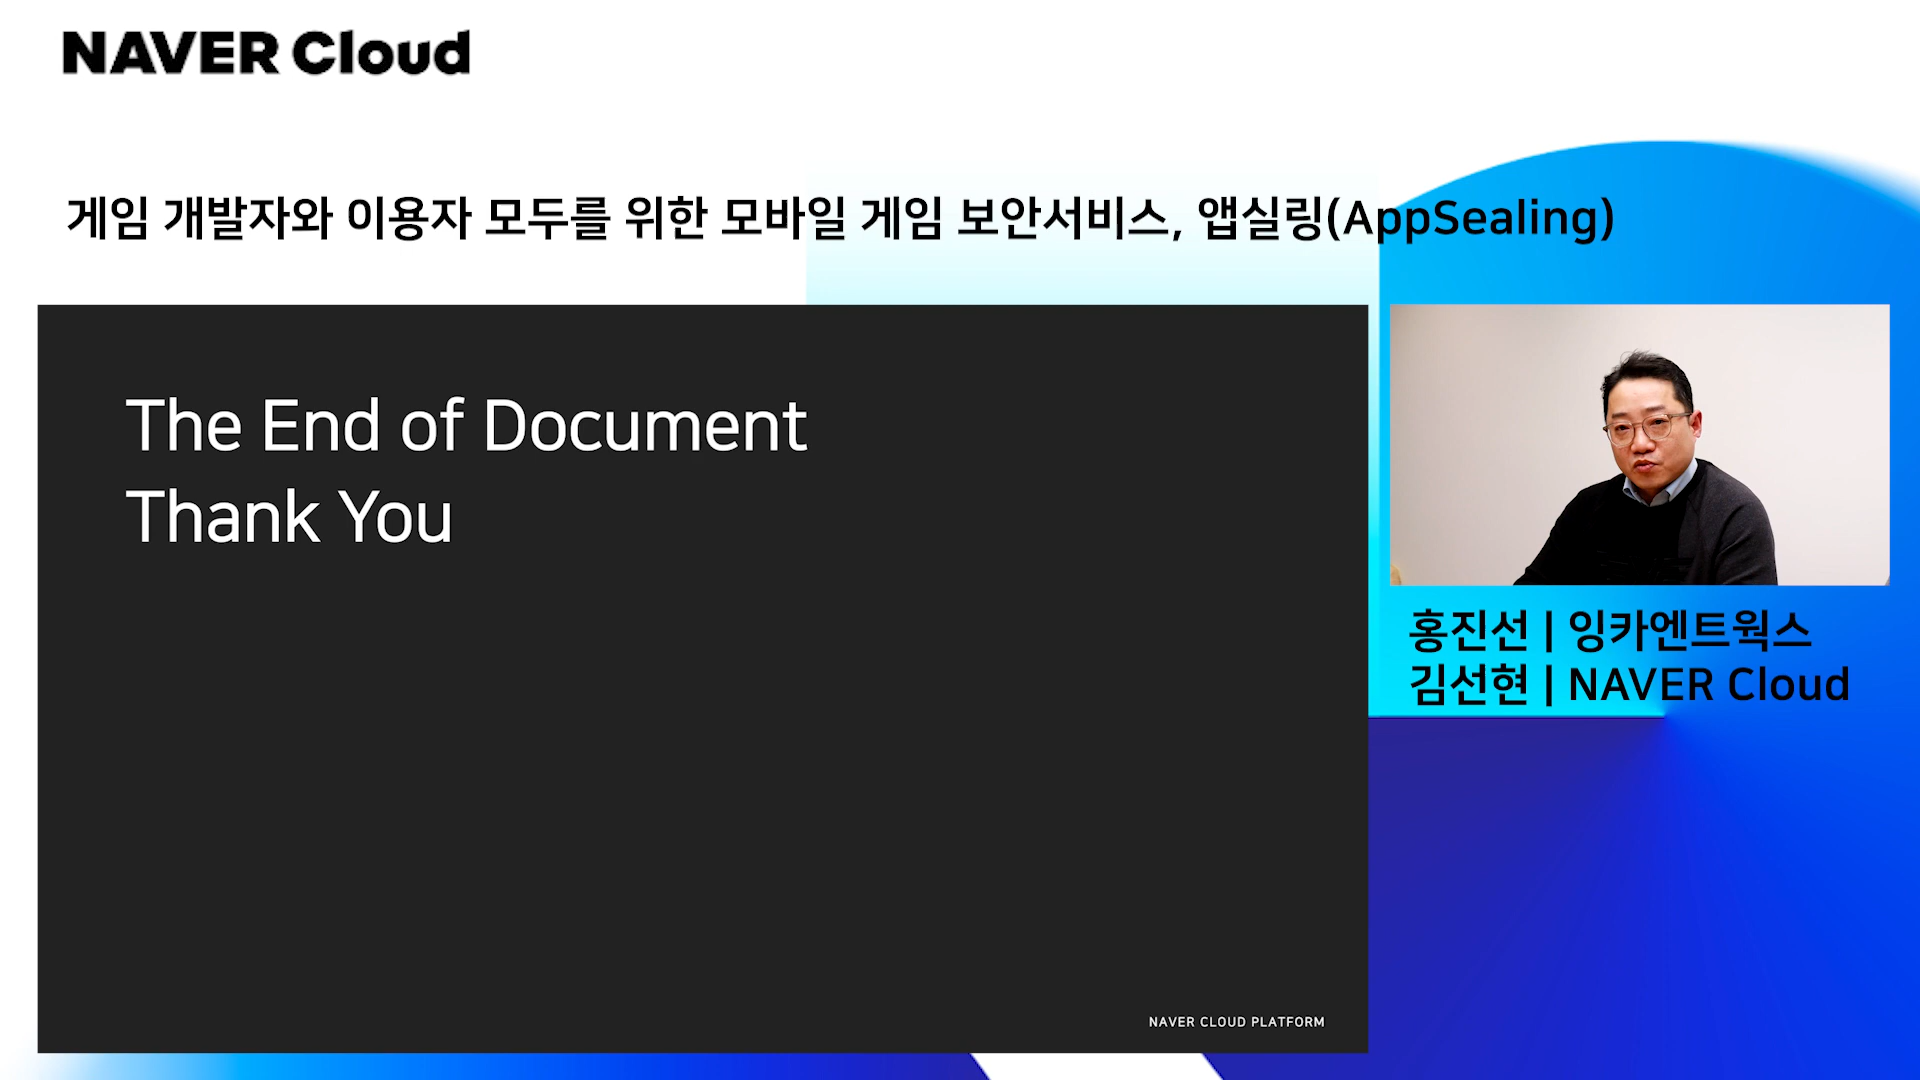 NAVER Cloud
게임 개발자와 이용자 모두를 위한 모바일 게임 보안서비스, 앱실링(AppSealing)
The End of Document
Thank You
NAVER CLOUD PLATFORM
홍진선 | 잉카엔트웍스
김선현 | NAVER Cloud